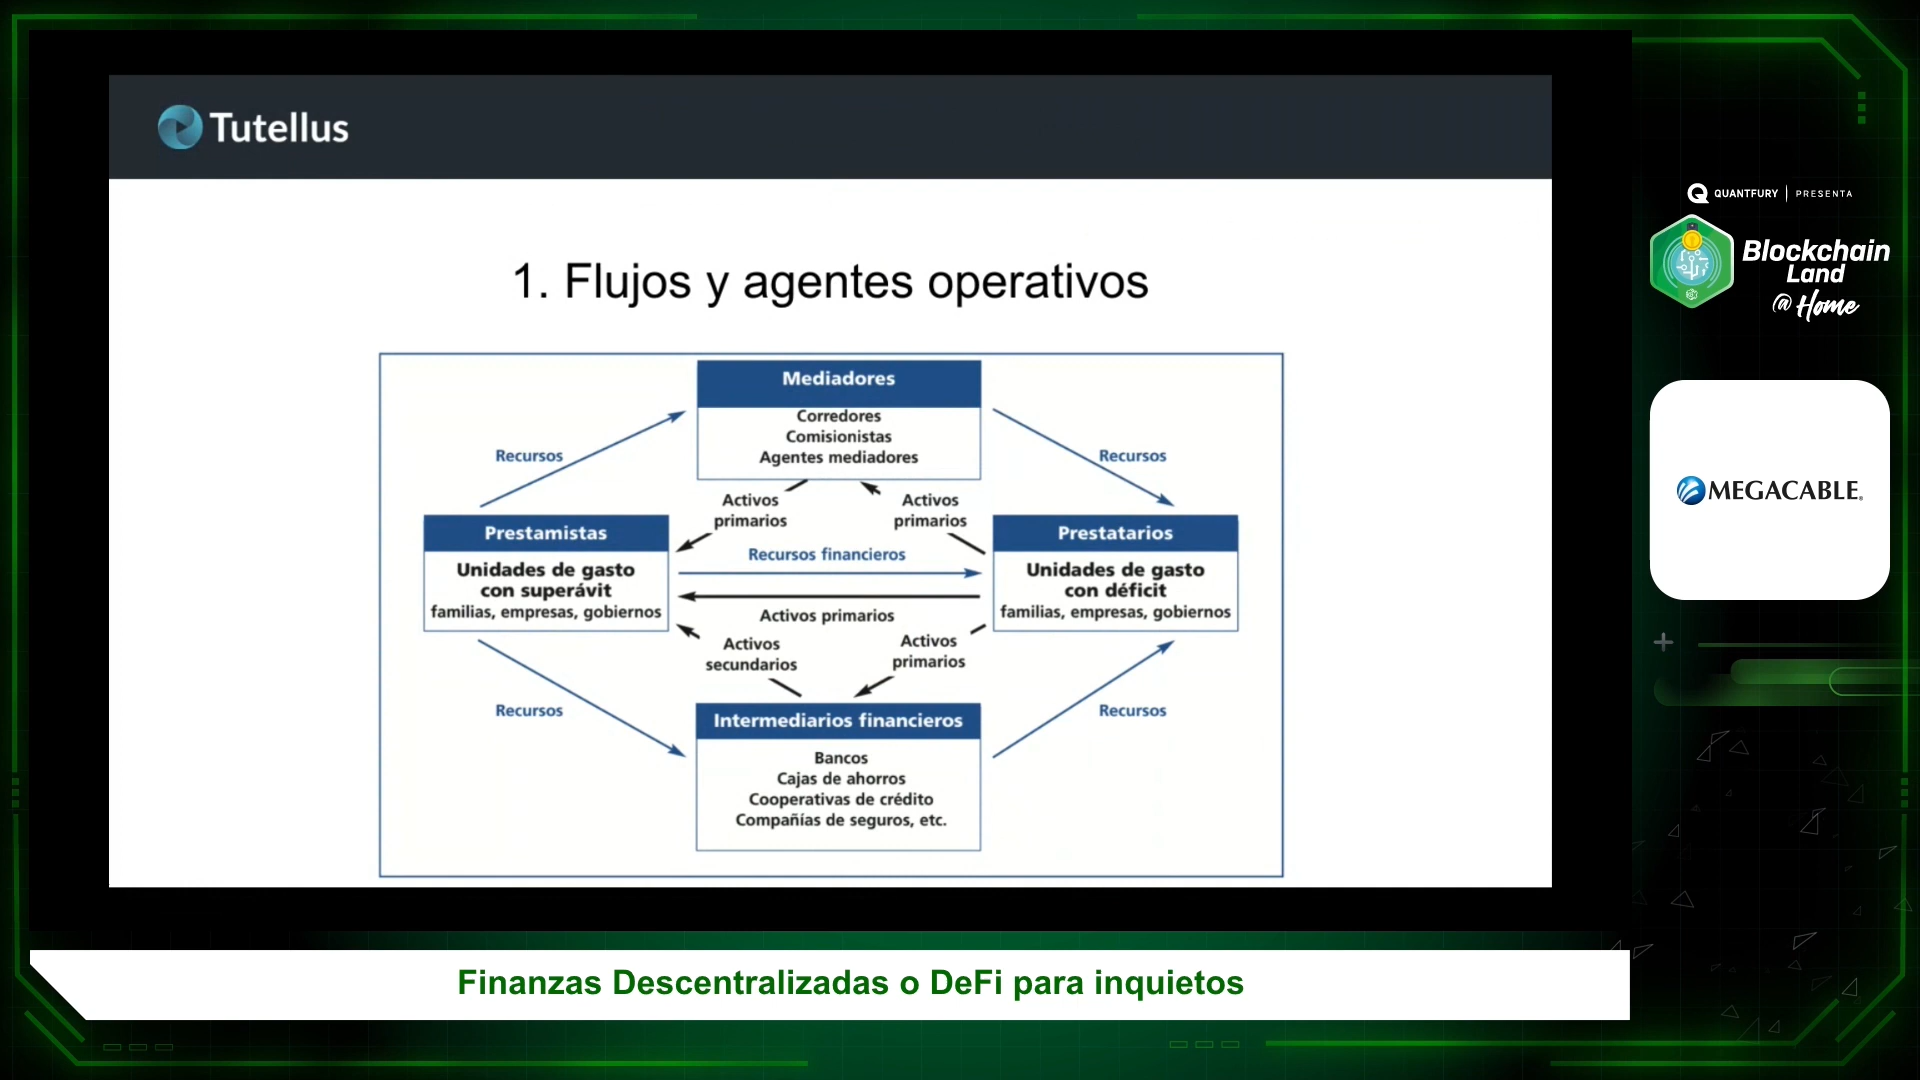 Tutellus
QUANTFURY | PRESENTA
Blockchain
Land
@ Home
1. Flujos y agentes operativos
Mediadores
Corredores
Comisionistas
Agentes mediadores
Recursos
Recursos
Activos
primarios
Activos
primarios
Prestamistas
Unidades de gasto
con superávit
familias, empresas, gobiernos
Recursos financieros
Activos primarios
Prestatarios
Unidades de gasto
con déficit
familias, empresas, gobiernos
Activos
secundarios
Activos
primarios
Recursos
Recursos
Intermediarios financieros
Bancos
Cajas de ahorros
Cooperativas de crédito
Compañías de seguros, etc.
MEGACABLE®
Finanzas Descentralizadas o DeFi para inquietos